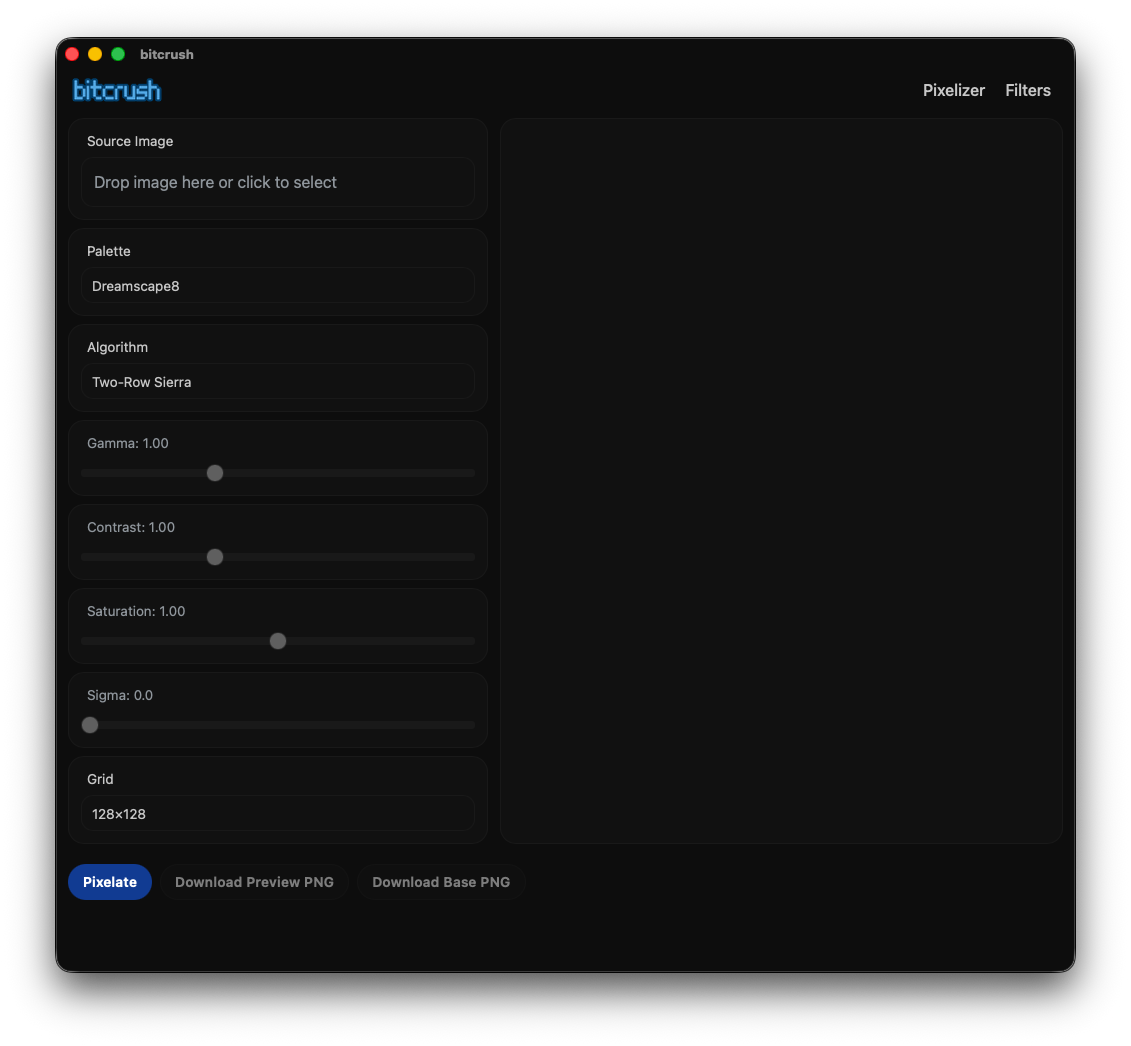 bitcrush
bitcrush
Pixelizer Filters
Source Image
Drop image here or click to select
Palette
Dreamscape8
Algorithm
Two-Row Sierra
Gamma: 1.00
Contrast: 1.00
Saturation: 1.00
Sigma: 0.0
Grid
128×128
Pixelate Download Preview PNG Download Base PNG